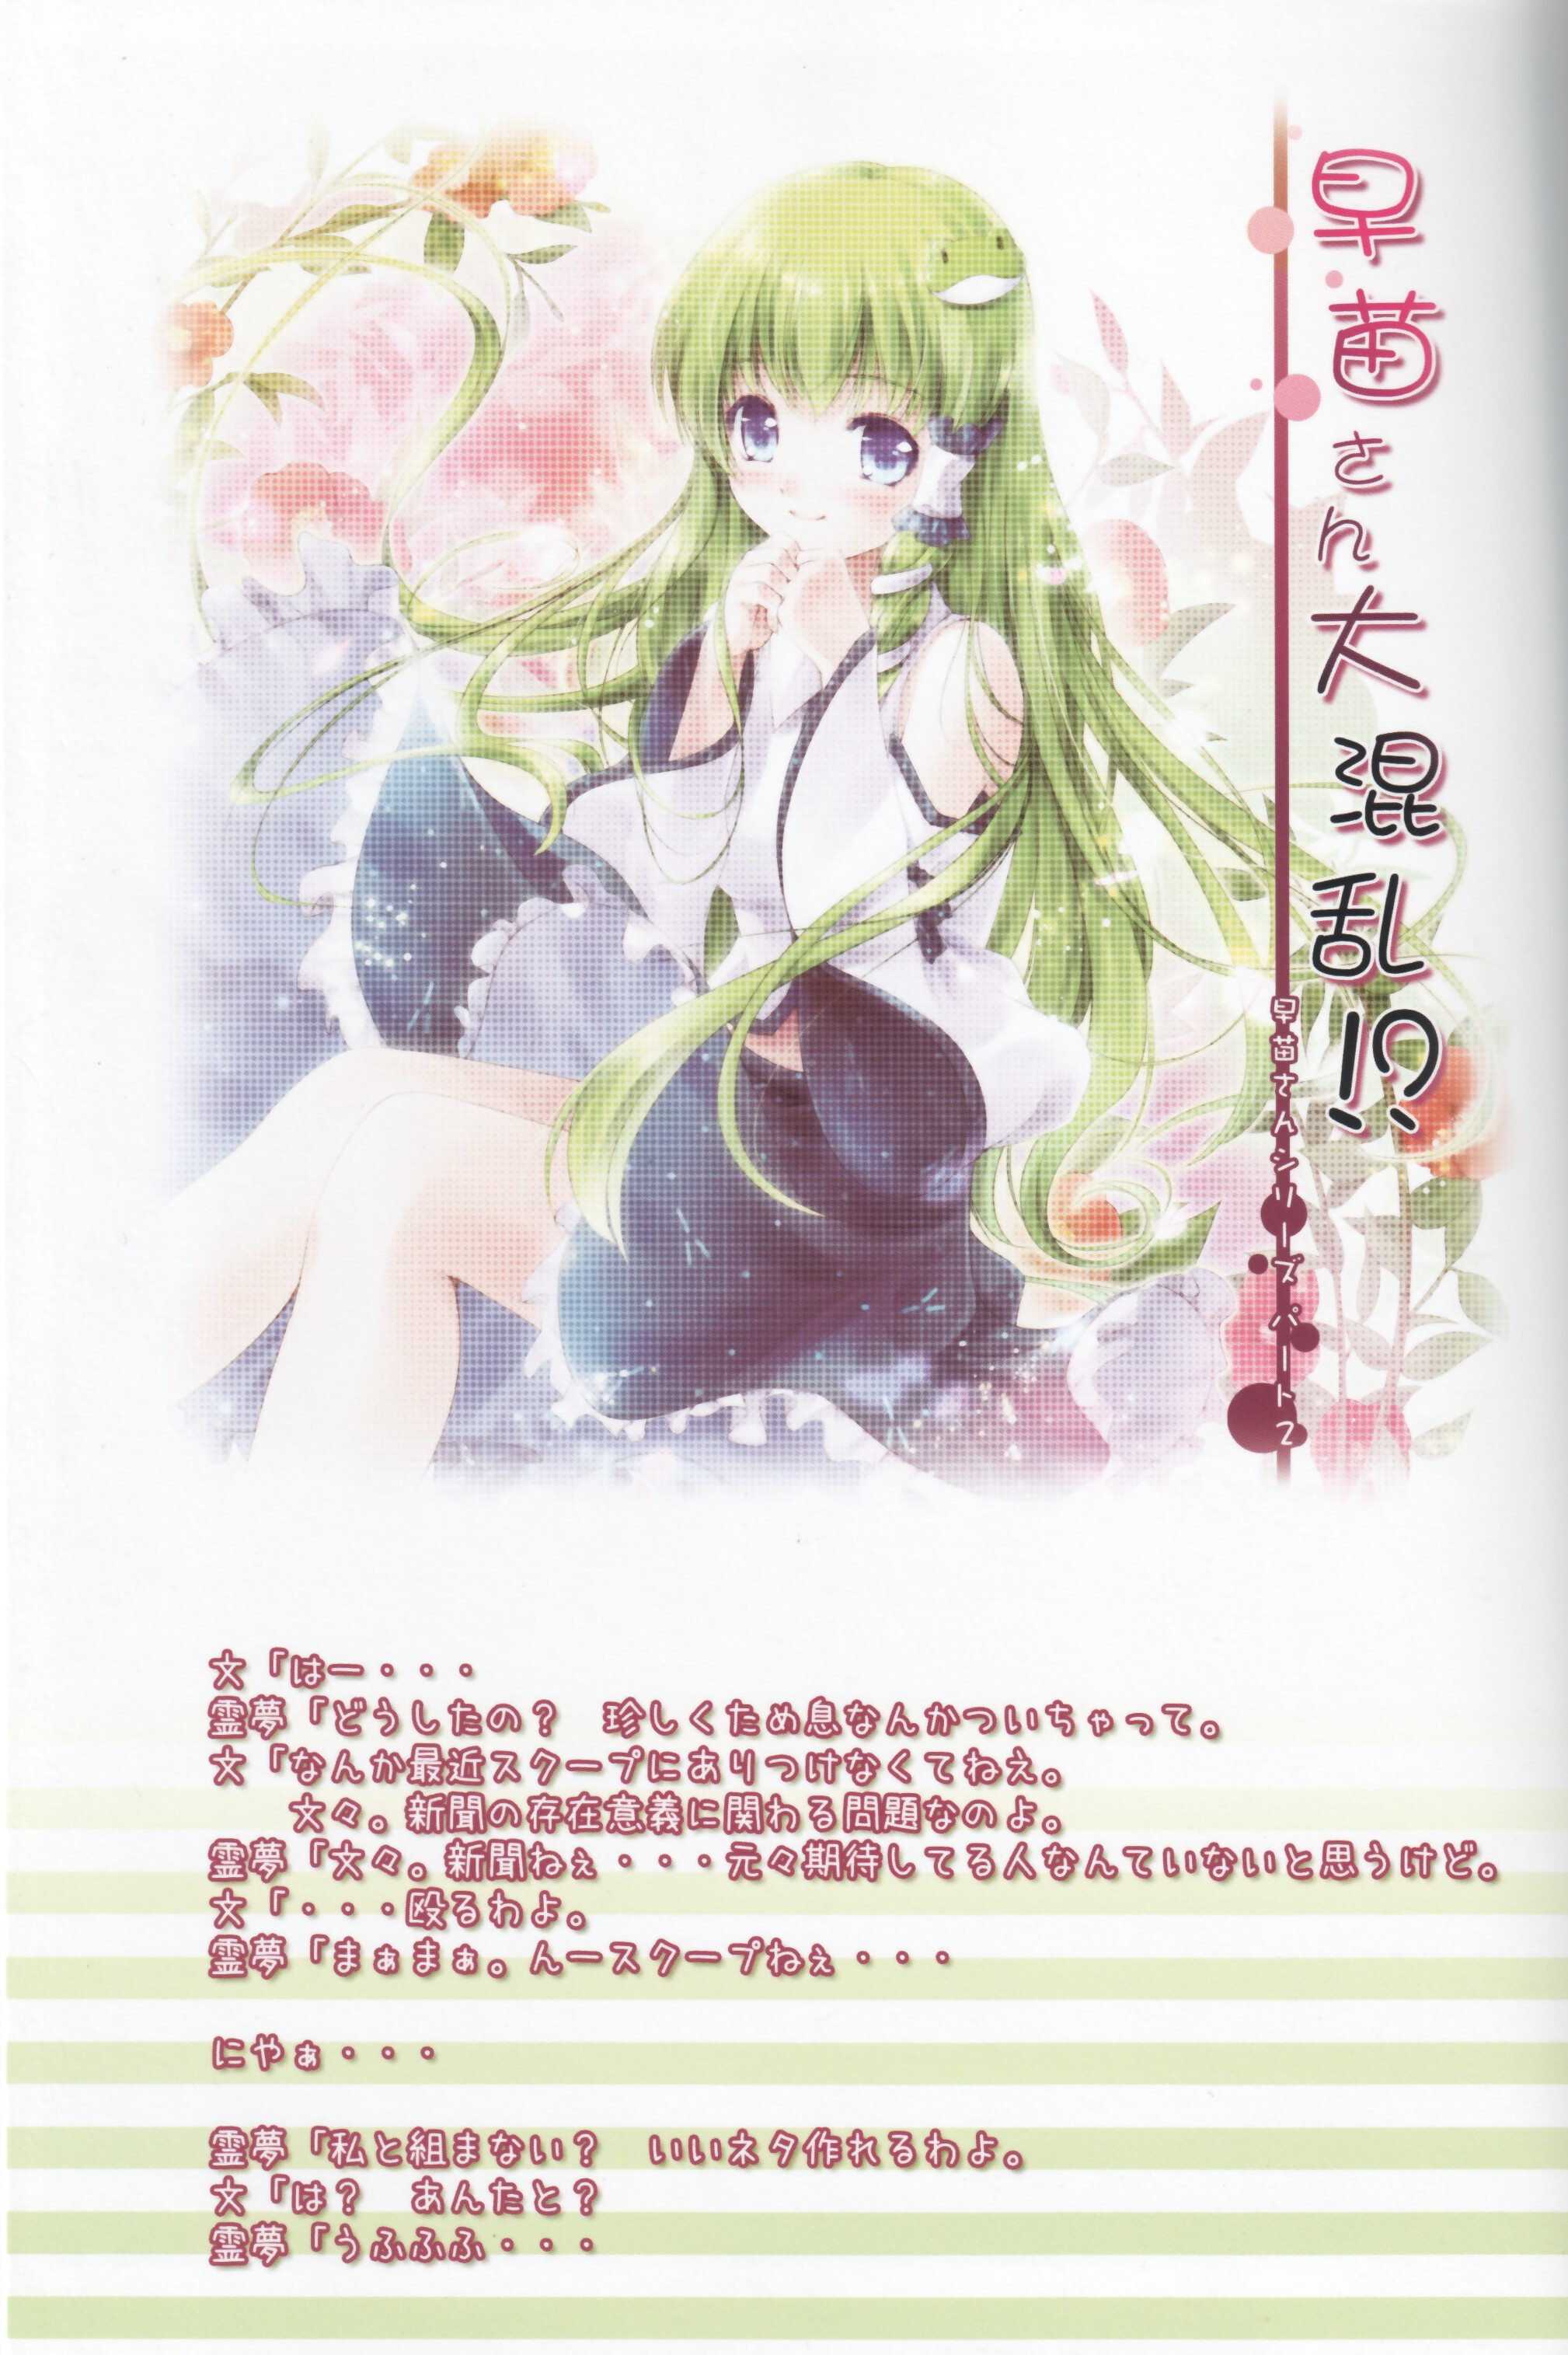 早苗さん大混乱!?
早苗さんシリーズパート2
文「はー・・・
霊夢「どうしたの？　珍しくため息なんかついちゃって。
文「なんか最近スクープにありつけなくてねえ。
文々。新聞の存在意義に関わる問題なのよ。
霊夢「文々。新聞ねぇ・・・元々期待してる人なんていないと思うけど。
文「・・・殴るわよ。
霊夢「まぁまぁ。んースクープねぇ・・・
にやぁ・・・
霊夢「私と組まない？　いいネタ作れるわよ。
文「は？　あんたと？
霊夢「うふふふ・・・